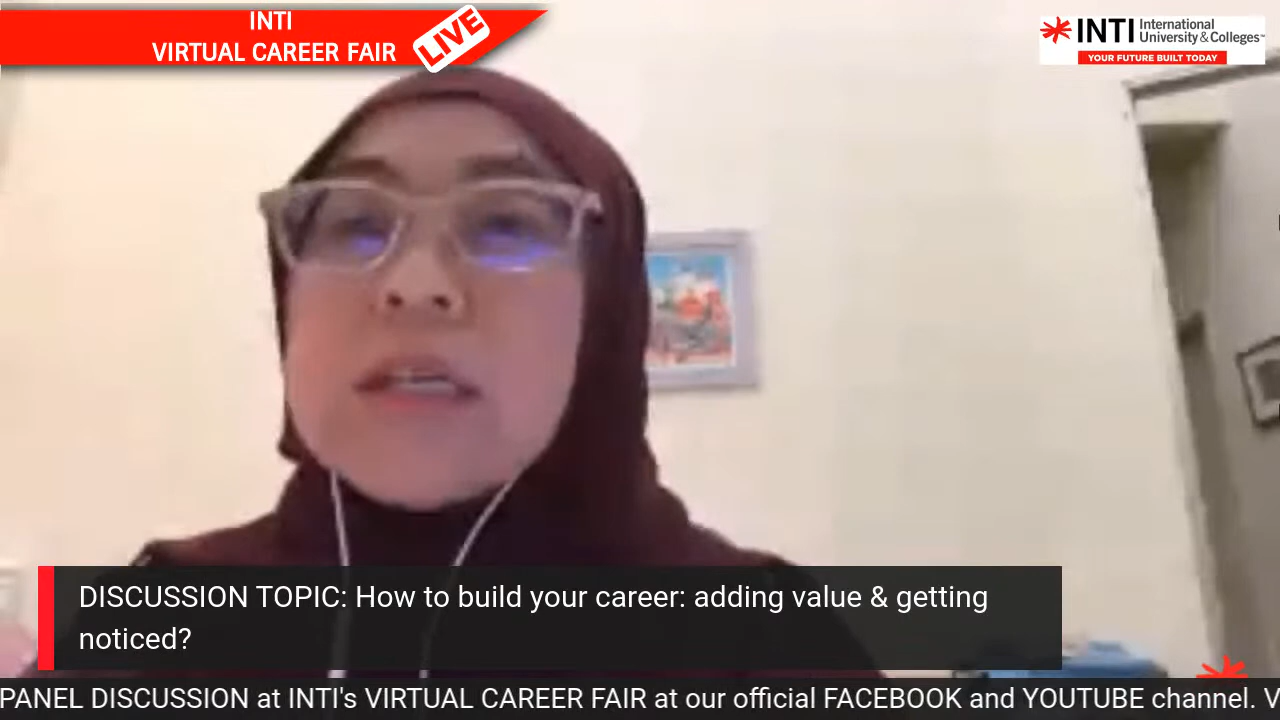 INTI
VIRTUAL CAREER FAIR
LIVE
INTI International
University & Colleges™
YOUR FUTURE BUILT TODAY
DISCUSSION TOPIC: How to build your career: adding value & getting
noticed?
PANEL DISCUSSION at INTI's VIRTUAL CAREER FAIR at our official FACEBOOK and YOUTUBE channel. V